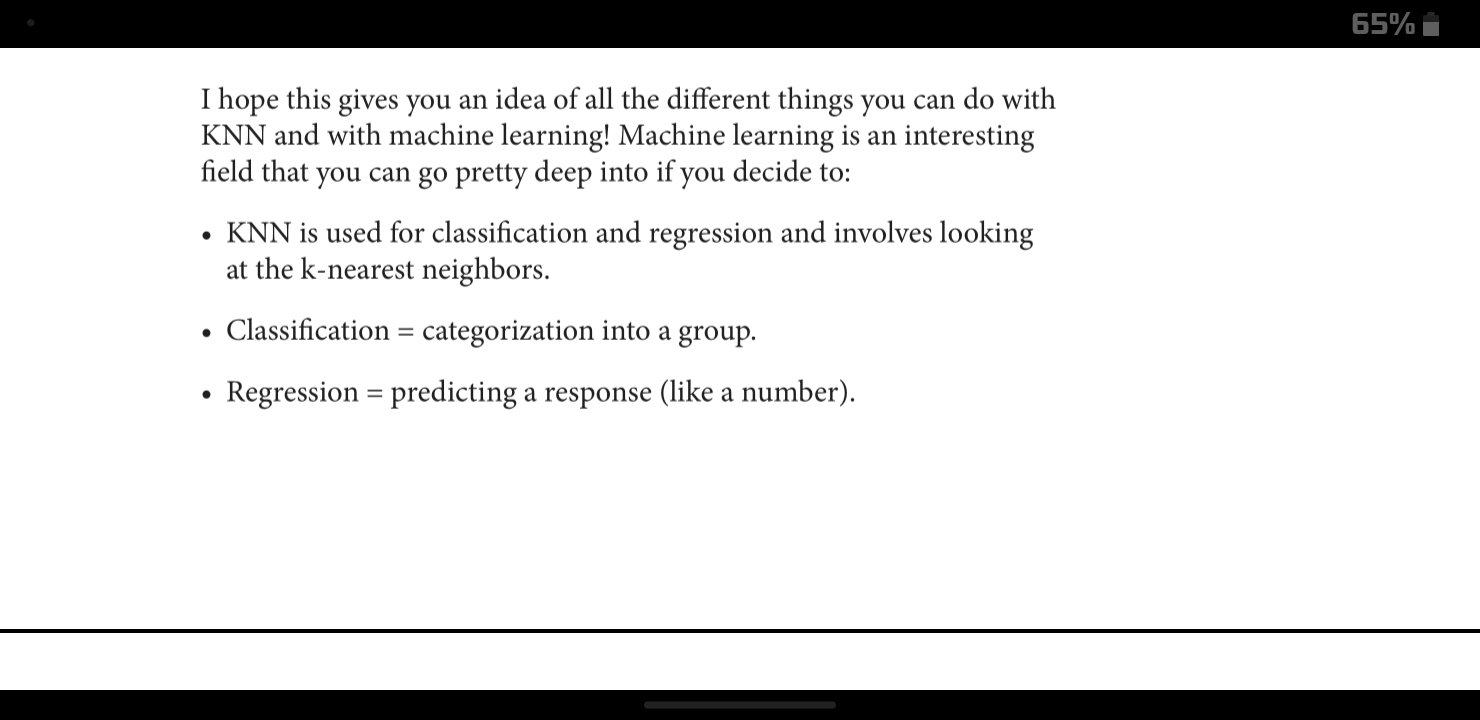 65%
I hope this gives you an idea of all the different things you can do with
KNN and with machine learning! Machine learning is an interesting
field that you can go pretty deep into if you decide to:
• KNN is used for classification and regression and involves looking
at the k-nearest neighbors.
• Classification = categorization into a group.
• Regression = predicting a response (like a number).